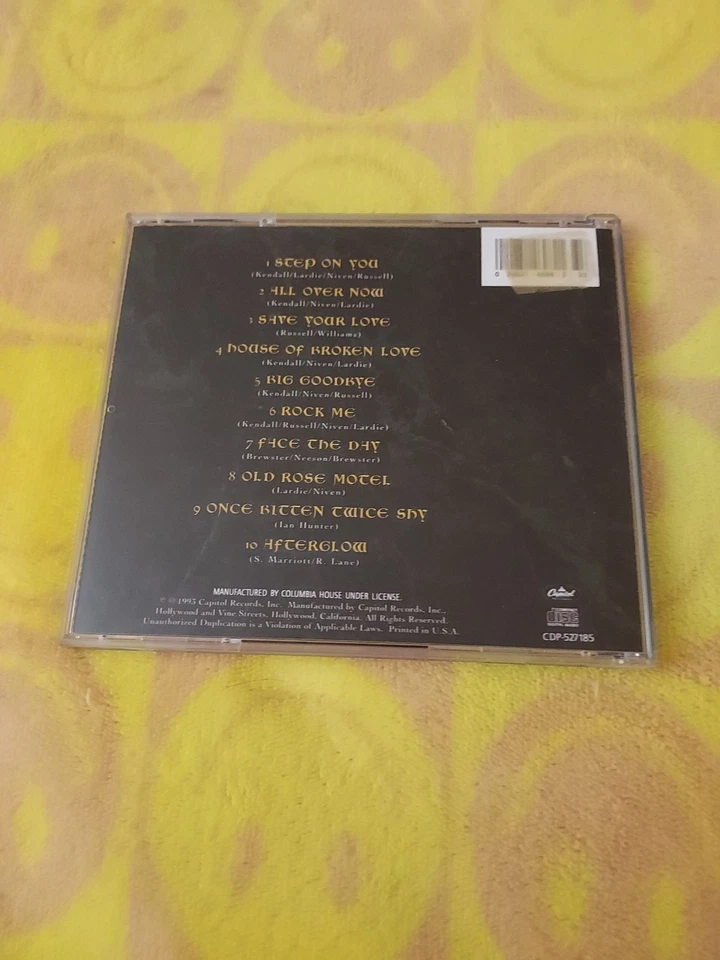 1 STEP ON YOU
(Kendall/Lardie/Niven/Russell)
2 ALL OVER NOW
(Kendall/Niven/Lardie)
3 SAVE YOUR LOVE
(Russell/Williams)
4 HOUSE OF BROKEN LOVE
(Kendall/Niven/Lardie)
5 BIG GOODBYE
(Kendall/Niven/Russell)
6 ROCK ME
(Kendall/Russell/Niven/Lardie)
7 FACE THE DAY
(Brewster/Neeson/Brewster)
8 OLD ROSE MOTEL
(Lardie/Niven)
9 ONCE BITTEN TWICE SHY
(Ian Hunter)
10 AFTERGLOW
(S. Marriott/R. Lane)
MANUFACTURED BY COLUMBIA HOUSE UNDER LICENSE.
℗ © 1993 Capitol Records, Inc. Manufactured by Capitol Records, Inc.,
Hollywood and Vine Streets, Hollywood, California. All Rights Reserved.
Unauthorized Duplication is a Violation of Applicable Laws. Printed in U.S.A.
Capitol
COMPACT
disc
DIGITAL AUDIO
CDP-527185